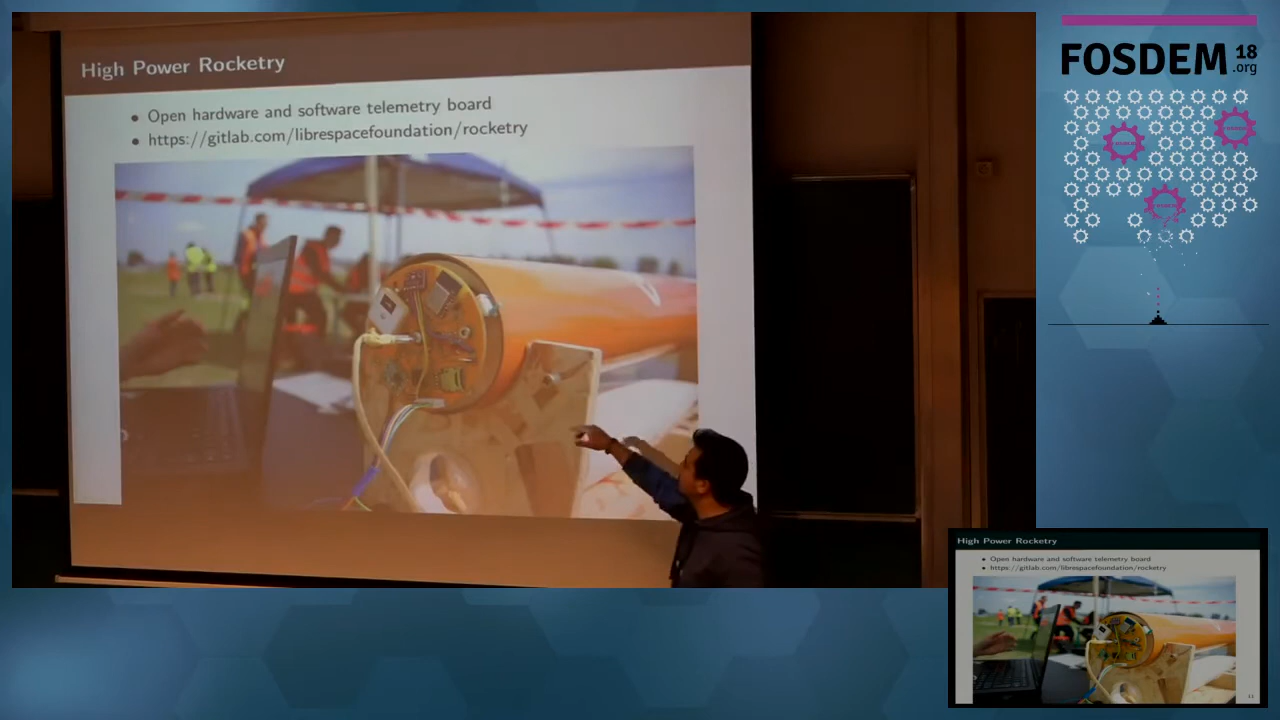 High Power Rocketry
Open hardware and software telemetry board
https://gitlab.com/librespacefoundation/rocketry
FOSDEM 18
.org
High Power Rocketry
Open hardware and software telemetry board
https://gitlab.com/librespacefoundation/rocketry
11